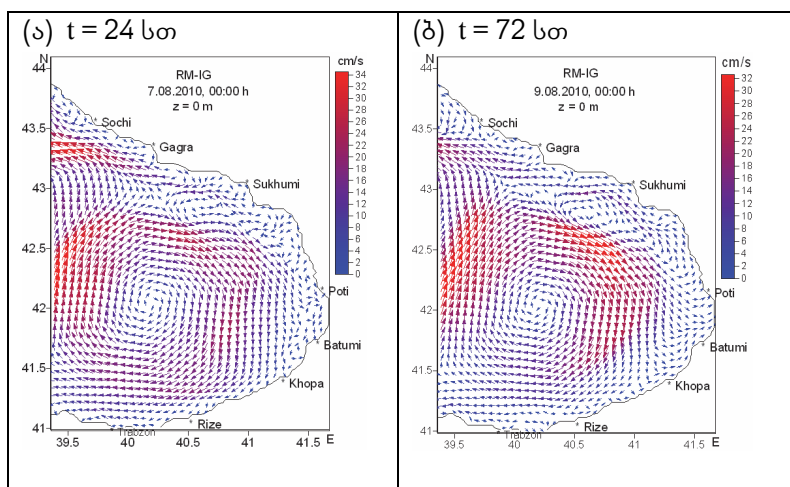 (ა) t = 24 სთ
N
44
43.5
43
42.5
42
41.5
41
39.5 40 40.5 41 41.5 E
RM-IG
7.08.2010, 00:00 h
z = 0 m
Sochi
Gagra
Sukhumi
Poti
Batumi
Khopa
Rize
Trabzon
cm/s
34
32
30
28
26
24
22
20
18
16
14
12
10
8
6
4
2
0
(ბ) t = 72 სთ
N
44
43.5
43
42.5
42
41.5
41
39.5 40 40.5 41 41.5 E
RM-IG
9.08.2010, 00:00 h
z = 0 m
Sochi
Gagra
Sukhumi
Poti
Batumi
Khopa
Rize
Trabzon
cm/s
32
30
28
26
24
22
20
18
16
14
12
10
8
6
4
2
0